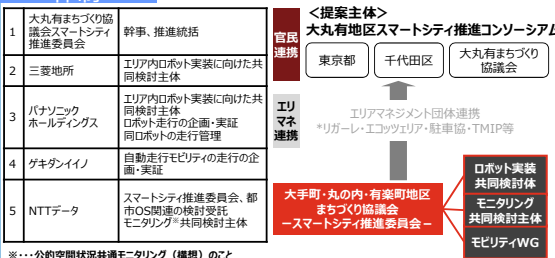 1
大丸有まちづくり協
議会スマートシティ
推進委員会
幹事、推進統括
2
三菱地所
エリア内ロボット実装に向けた共
同検討主体
3
パナソニック
ホールディングス
エリア内ロボット実装に向けた共
同検討主体
ロボット走行の企画・実証
同ロボットの走行管理
4
ゲキダンイイノ
自動走行モビリティの走行の企
画・実証
5
NTTデータ
スマートシティ推進委員会、都
市OS関連の検討受託
モニタリング※共同検討主体
※・・・公的空間状況共通モニタリング（構想）のこと
＜提案主体＞
大丸有地区スマートシティ推進コンソーシアム
官民
連携
東京都
千代田区
大丸有まちづくり
協議会
エリ
マネ
連携
エリアマネジメント団体連携
*リガーレ・エコッツェリア・駐車協・TMIP等
大手町・丸の内・有楽町地区
まちづくり協議会
－スマートシティ推進委員会－
ロボット実装
共同検討体
モニタリング
共同検討主体
モビリティWG